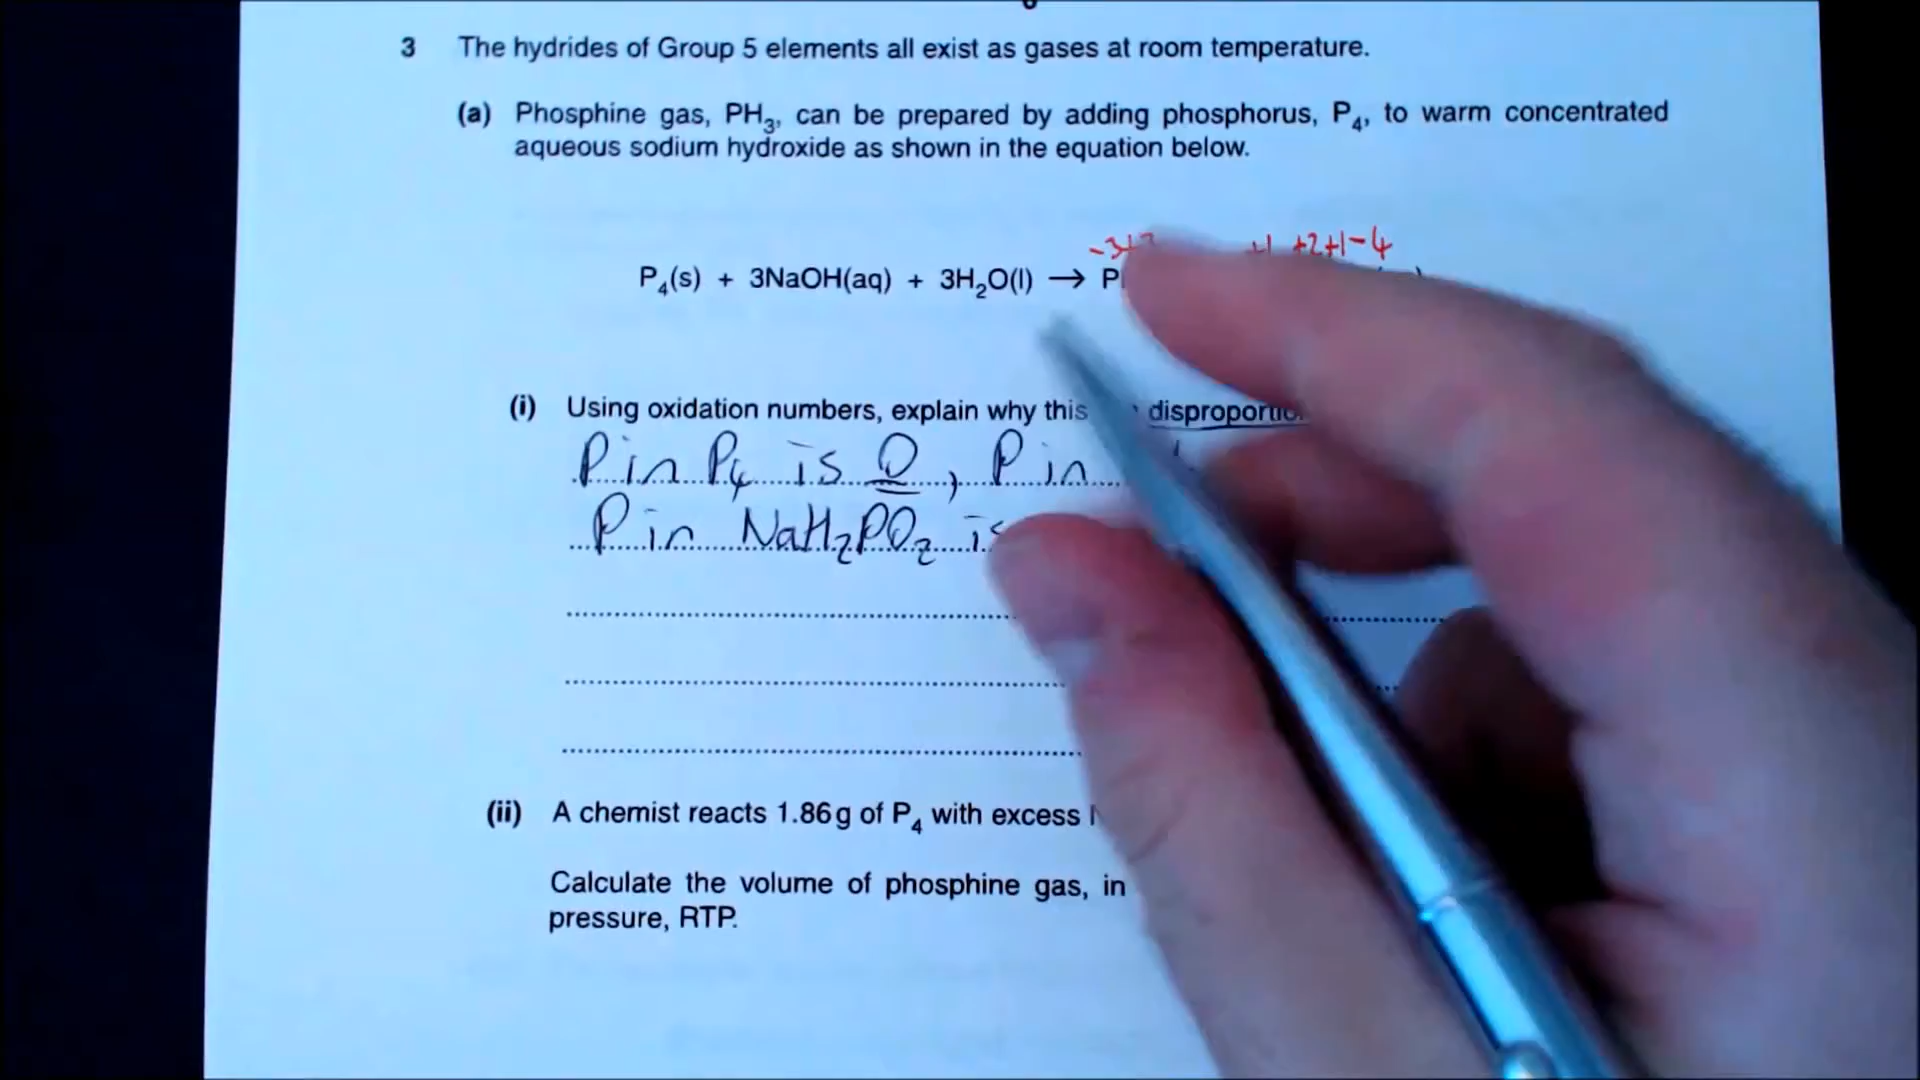 3 The hydrides of Group 5 elements all exist as gases at room temperature.
(a) Phosphine gas, PH₃, can be prepared by adding phosphorus, P₄, to warm concentrated
aqueous sodium hydroxide as shown in the equation below.
+1 +2+1-4
P₄(s) + 3NaOH(aq) + 3H₂O(l) → P
(i) Using oxidation numbers, explain why this
P in P₄ is 0, P in
P in NaH₂PO₂ is
(ii) A chemist reacts 1.86 g of P₄ with excess
Calculate the volume of phosphine gas, in
pressure, RTP.